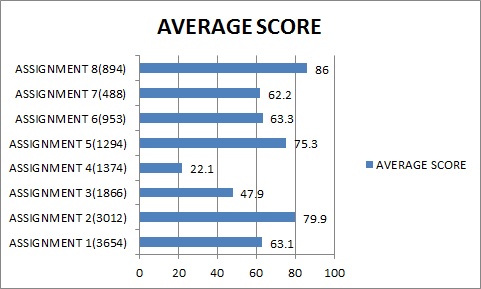 AVERAGE SCORE
ASSIGNMENT 8(894) 86
ASSIGNMENT 7(488) 62.2
ASSIGNMENT 6(953) 63.3
ASSIGNMENT 5(1294) 75.3
ASSIGNMENT 4(1374) 22.1
ASSIGNMENT 3(1866) 47.9
ASSIGNMENT 2(3012) 79.9
ASSIGNMENT 1(3654) 63.1
0 20 40 60 80 100
AVERAGE SCORE